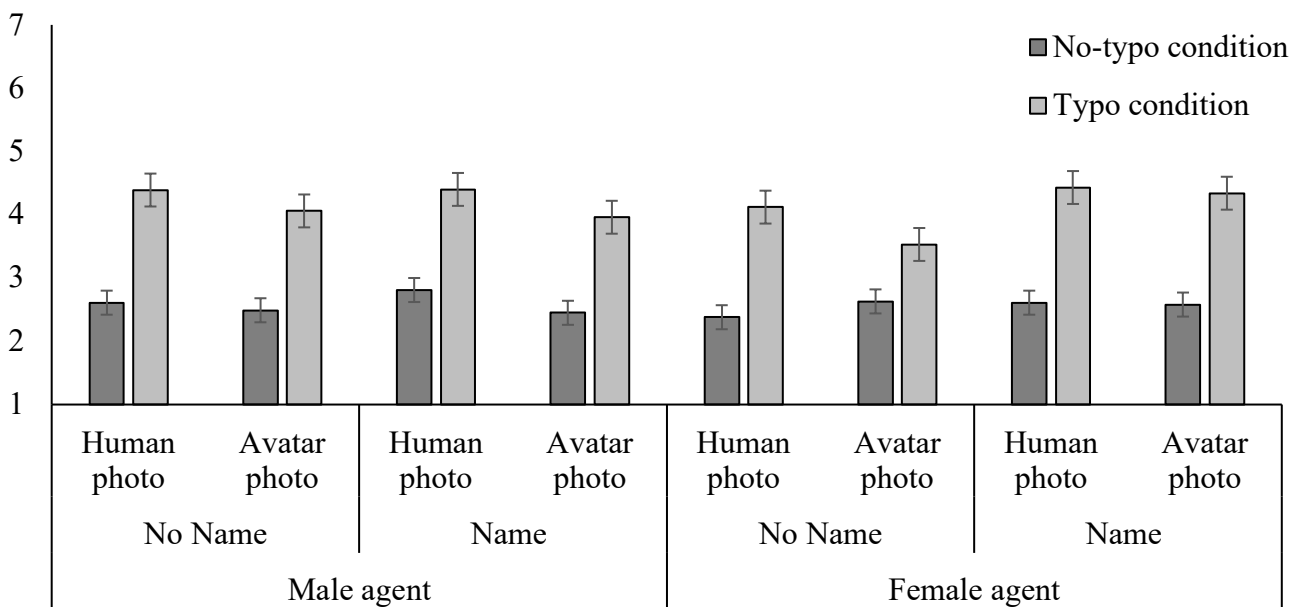 7
6
5
4
3
2
1
No-typo condition
Typo condition
Human photo
Avatar photo
Human photo
Avatar photo
Human photo
Avatar photo
Human photo
Avatar photo
No Name
Name
No Name
Name
Male agent
Female agent